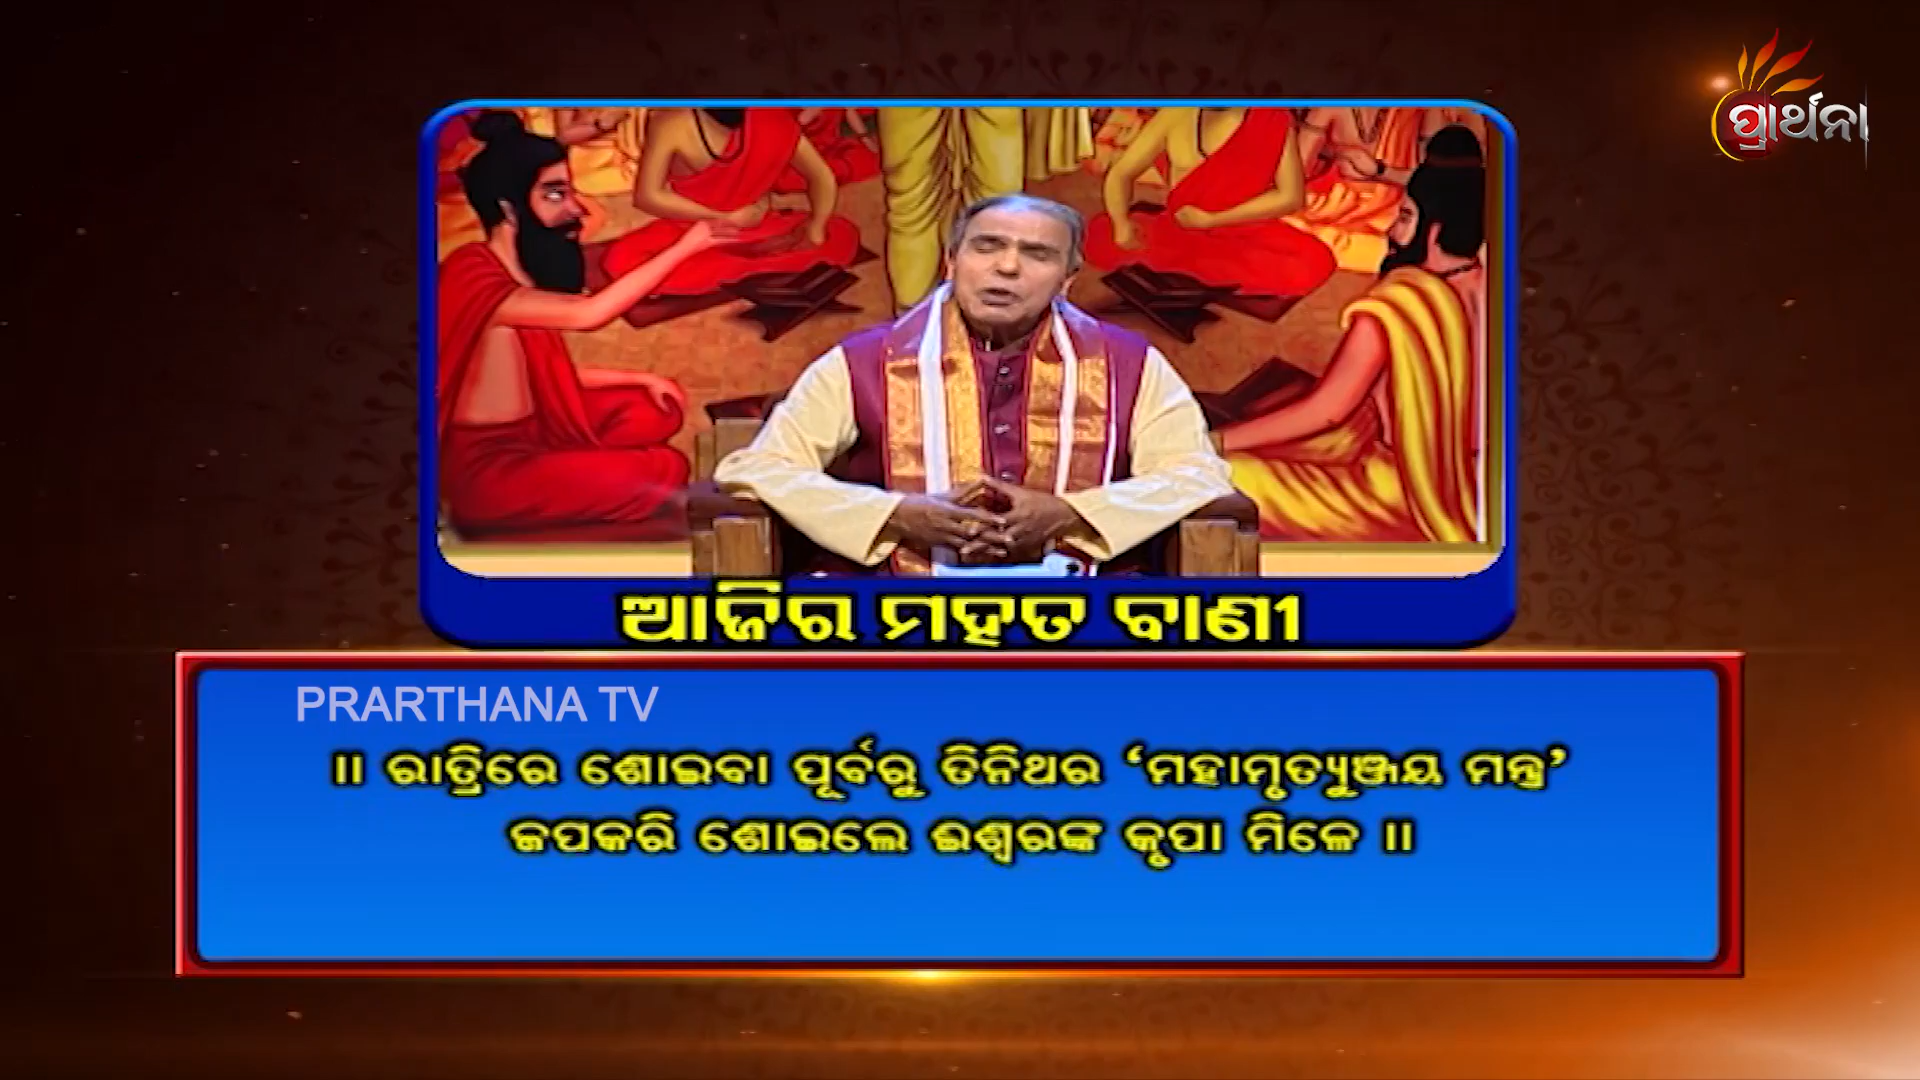 ପ୍ରାର୍ଥନା
ଆଜିର ମହତ ବାଣୀ
PRARTHANA TV
॥ ରାତ୍ରିରେ ଶୋଇବା ପୂର୍ବରୁ ତିନିଥର ‘ମହାମୃତ୍ୟୁଞ୍ଜୟ ମନ୍ତ୍ର’
ଜପକରି ଶୋଇଲେ ଈଶ୍ୱରଙ୍କ କୃପା ମିଳେ ॥